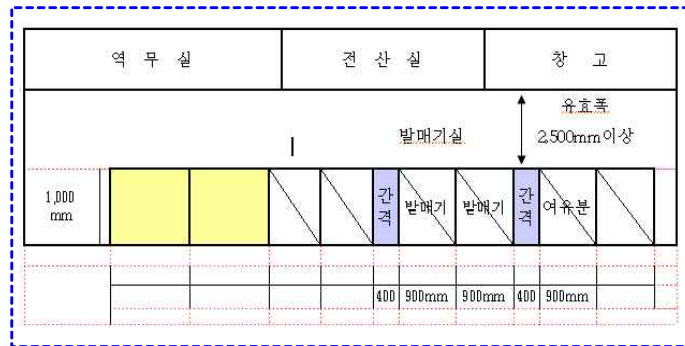 역 무 실 전 산 실 창 고
유효폭
발매기실 2,500mm이상
1,000
mm
간
격
발매기 발매기
간
격
여유분
400 900mm 900mm 400 900mm